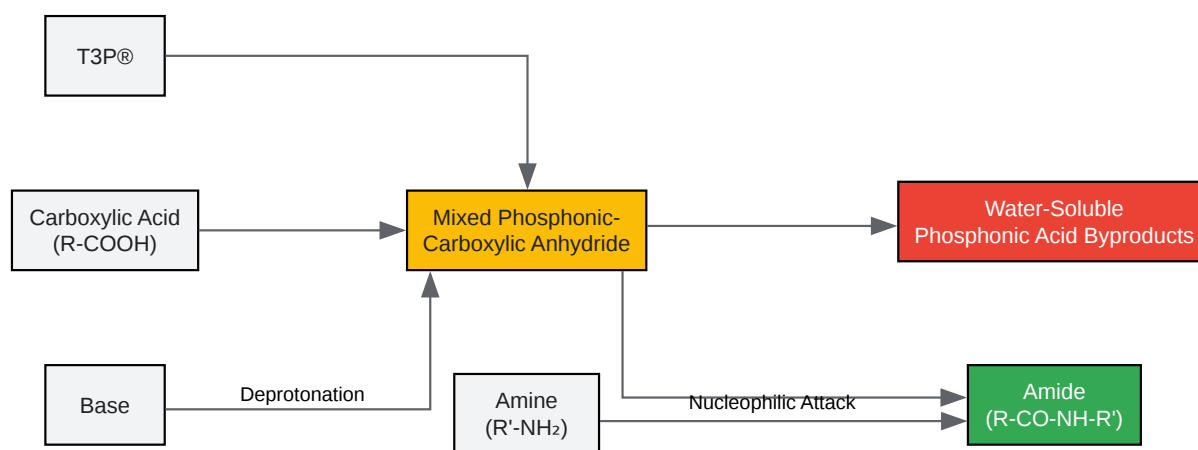 T3P®
Carboxylic Acid
(R-COOH)
Mixed Phosphonic-
Carboxylic Anhydride
Water-Soluble
Phosphonic Acid Byproducts
Base
Deprotonation
Amine
(R'-NH₂)
Nucleophilic Attack
Amide
(R-CO-NH-R')